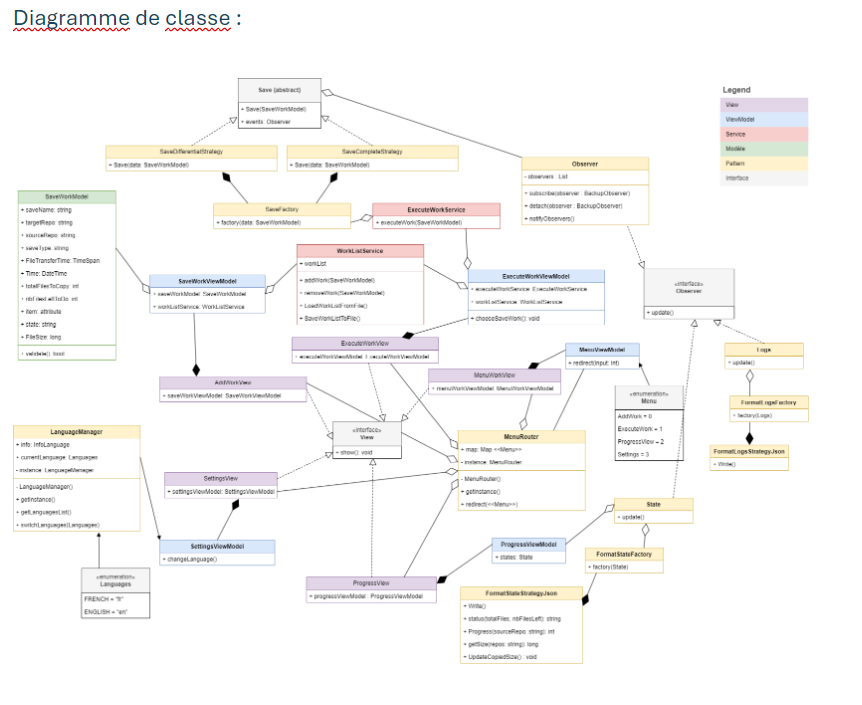 Diagramme de classe :
Save (abstract)
+ Save(SaveWorkModel)
+ events: Observer
Legend
View
ViewModel
Service
Modèle
Pattern
Interface
SaveDifferentialStrategy
+ Save(data: SaveWorkModel)
SaveCompleteStrategy
+ Save(data: SaveWorkModel)
Observer
- observers : List
+ subscribe(observer : BackupObserver)
+ detach(observer : BackupObserver)
+ notifyObservers()
SaveWorkModel
+ saveName: string
+ targetRepo: string
+ sourceRepo: string
+ saveType: string
+ FileTransferTime: TimeSpan
+ Time: DateTime
+ totalFilesToCopy: int
+ item: attribute
+ state: string
+ FileSize: long
+ validate(): bool
SaveFactory
+ factory(data: SaveWorkModel)
ExecuteWorkService
+ executeWork(SaveWorkModel)
WorkListService
+ workList
+ addWork(SaveWorkModel)
+ removeWork(SaveWorkModel)
+ LoadWorkListFromFile()
+ SaveWorkListToFile()
SaveWorkViewModel
+ saveWorkModel: SaveWorkModel
+ workListService: WorkListService
ExecuteWorkViewModel
+ executeWorkService: ExecuteWorkService
+ workListService: WorkListService
+ chooseSaveWork(): void
«interface»
Observer
+ update()
ExecuteWorkView
+ executeWorkViewModel: ExecuteWorkViewModel
MenuViewModel
+ redirect(input: int)
Logs
+ update()
AddWorkView
+ saveWorkViewModel: SaveWorkViewModel
MenuWorkView
+ menuWorkViewModel: MenuWorkViewModel
«enumeration»
Menu
AddWork = 0
ExecuteWork = 1
ProgressView = 2
Settings = 3
FormatLogsFactory
+ factory(Logs)
FormatLogsStrategyJson
+ Write()
LanguageManager
+ info: InfoLanguage
+ currentLanguage: Languages
- instance: LanguageManager
- LanguageManager()
+ getInstance()
+ getLanguagesList()
+ switchLanguages(Languages)
«interface»
View
+ show(): void
MenuRouter
+ map: Map <<Menu>>
- instance: MenuRouter
- MenuRouter()
+ getInstance()
+ redirect(<<Menu>>)
SettingsView
+ settingsViewModel: SettingsViewModel
State
+ update()
SettingsViewModel
+ changeLanguage()
ProgressViewModel
+ states: State
FormatStateFactory
+ factory(State)
«enumeration»
Languages
FRENCH = "fr"
ENGLISH = "en"
ProgressView
+ progressViewModel : ProgressViewModel
FormatStateStrategyJson
+ Write()
+ status(totalFiles, nbFilesLeft): string
+ Progress(sourceRepo: string): int
+ getSize(repos: string): long
+ UpdateCopiedSize() : void